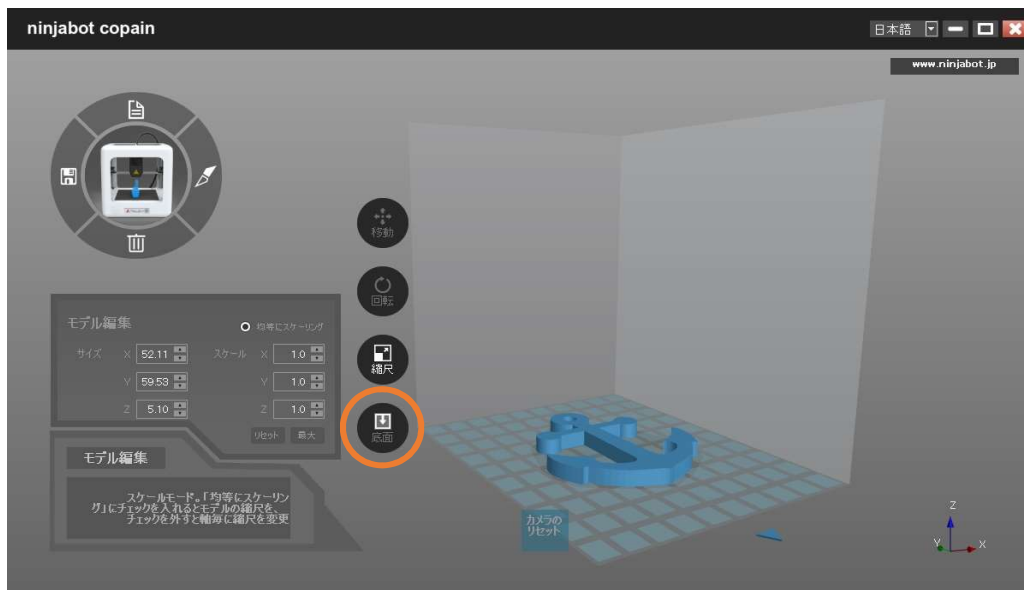 ninjabot copain
日本語
www.ninjabot.jp
移動
回転
縮尺
底面
モデル編集
均等にスケーリング
サイズ X 52.11 スケール X 1.0
Y 59.53 Y 1.0
Z 5.10 Z 1.0
リセット 最大
モデル編集
スケールモード。「均等にスケーリン
グ」にチェックを入れるとモデルの縮尺を、
チェックを外すと軸毎に縮尺を変更
カメラの
リセット
Z
Y X